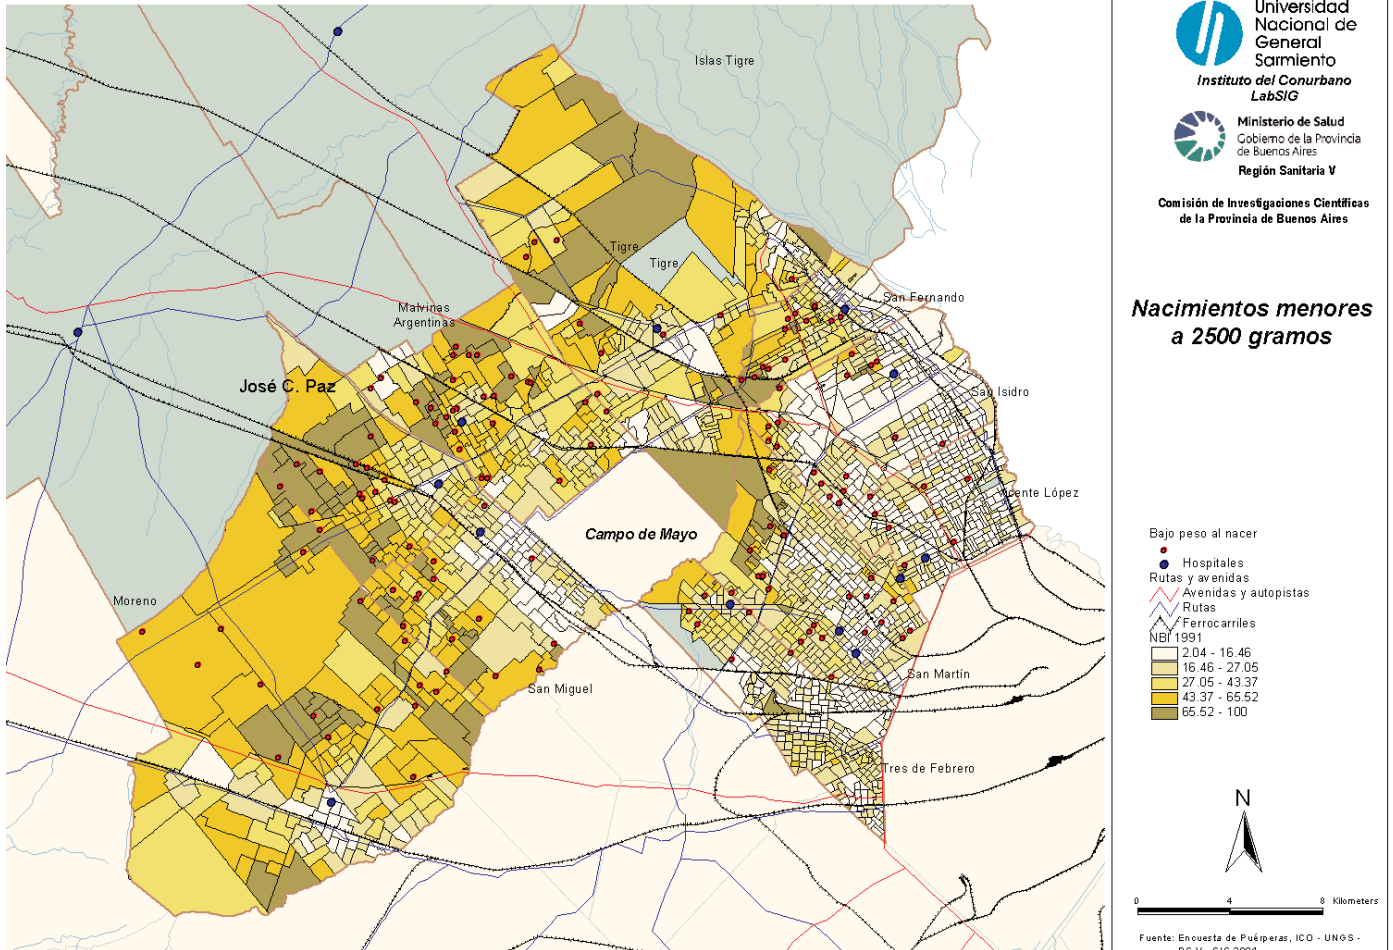 Islas Tigre
Tigre
Tigre
San Fernando
Malvinas
Argentinas
José C. Paz
San Isidro
Vicente López
Campo de Mayo
Moreno
San Miguel
San Martín
Tres de Febrero
Universidad
Nacional de
General
Sarmiento
Instituto del Conurbano
LabSIG
Ministerio de Salud
Gobierno de la Provincia
de Buenos Aires
Región Sanitaria V
Comisión de Investigaciones Científicas
de la Provincia de Buenos Aires
Nacimientos menores
a 2500 gramos
Bajo peso al nacer
Hospitales
Rutas y avenidas
Avenidas y autopistas
Rutas
Ferrocarriles
NBI 1991
2.04 - 16.46
16.46 - 27.05
27.05 - 43.37
43.37 - 65.52
65.52 - 100
N
0 4 8 Kilometers
Fuente: Encuesta de Puérperas, ICO - UNGS -